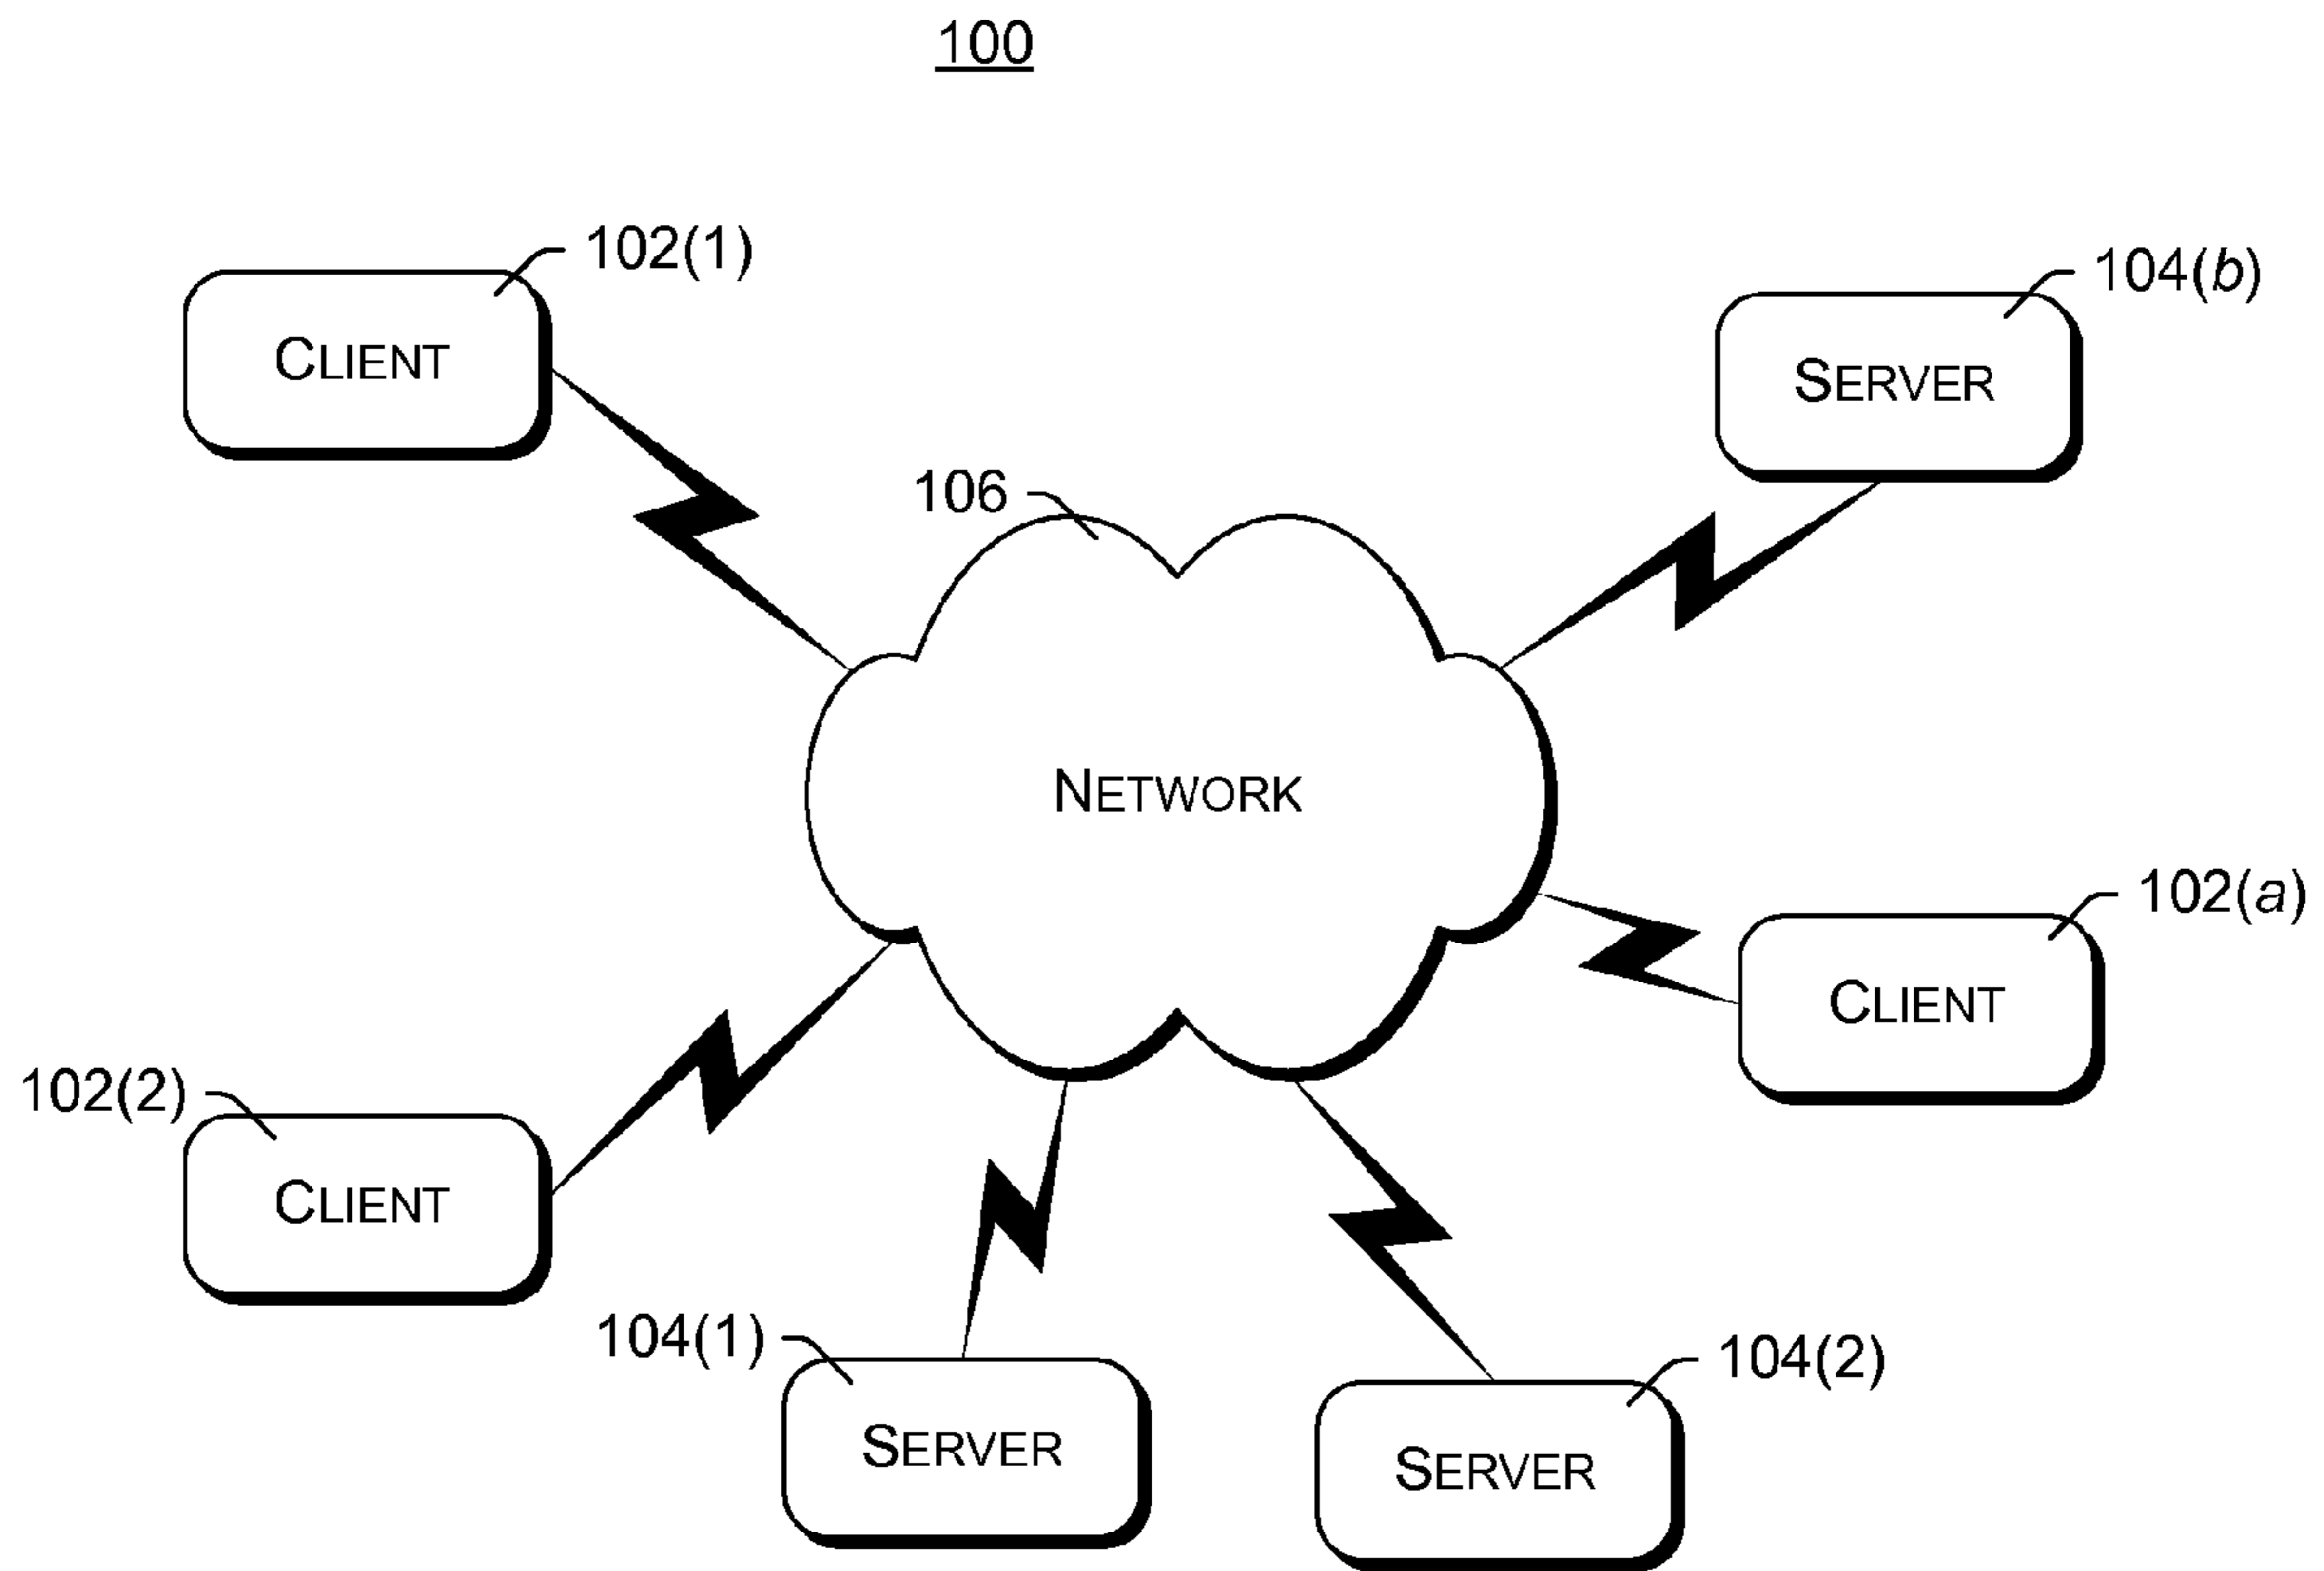 100
102(1)
CLIENT
104(b)
SERVER
106
NETWORK
102(a)
CLIENT
102(2)
CLIENT
104(1)
SERVER
104(2)
SERVER